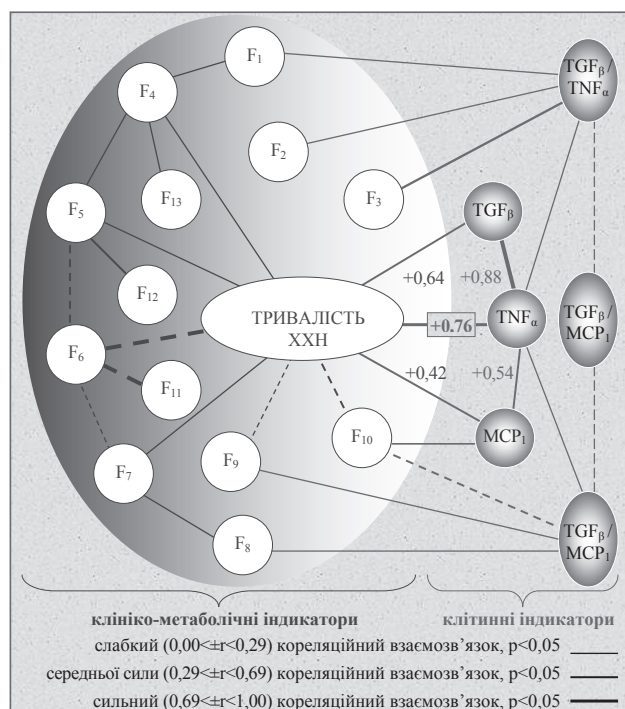 F₁
TGFβ/
TNFα
F₄
F₂
F₃
F₁₃
F₅
TGFβ
+0,64
+0,88
F₁₂
ТРИВАЛІСТЬ
ХХН
+0.76
TNFα
TGFβ/
MCP₁
F₆
F₁₁
+0,42
+0,54
F₁₀
MCP₁
F₇
F₉
F₈
TGFβ/
MCP₁
клініко-метаболічні індикатори
клітинні індикатори
слабкий (0,00<±r<0,29) кореляційний взаємозв’язок, p<0,05
середньої сили (0,29<±r<0,69) кореляційний взаємозв’язок, p<0,05
сильний (0,69±r<1,00) кореляційний взаємозв’язок, p<0,05